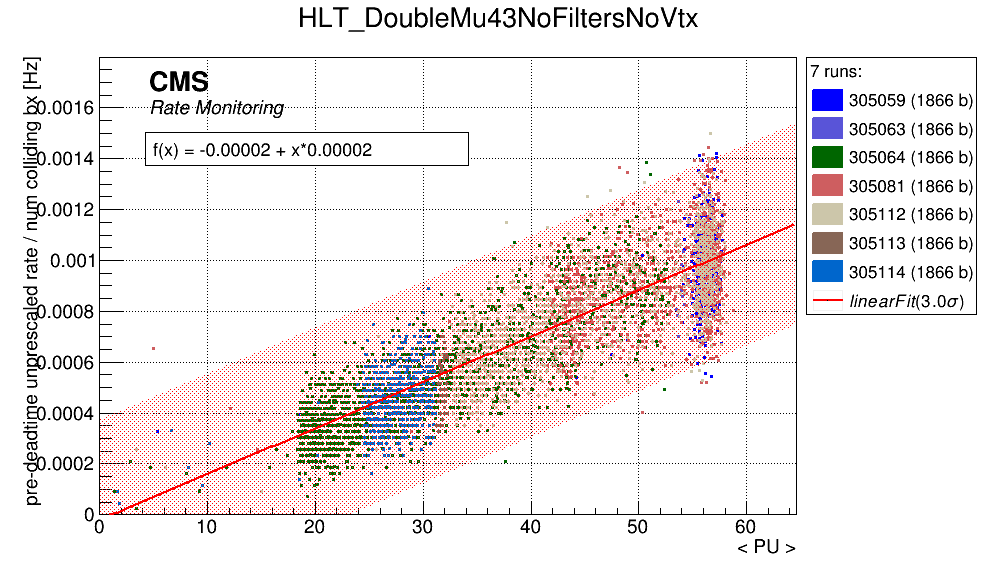 HLT_DoubleMu43NoFiltersNoVtx
pre-deadtime unprescaled rate / num colliding bx [Hz]
CMS
Rate Monitoring
f(x) = -0.00002 + x*0.00002
0.0016
0.0014
0.0012
0.001
0.0008
0.0006
0.0004
0.0002
0
0 10 20 30 40 50 60
< PU >
7 runs:
305059 (1866 b)
305063 (1866 b)
305064 (1866 b)
305081 (1866 b)
305112 (1866 b)
305113 (1866 b)
305114 (1866 b)
linearFit(3.0σ)